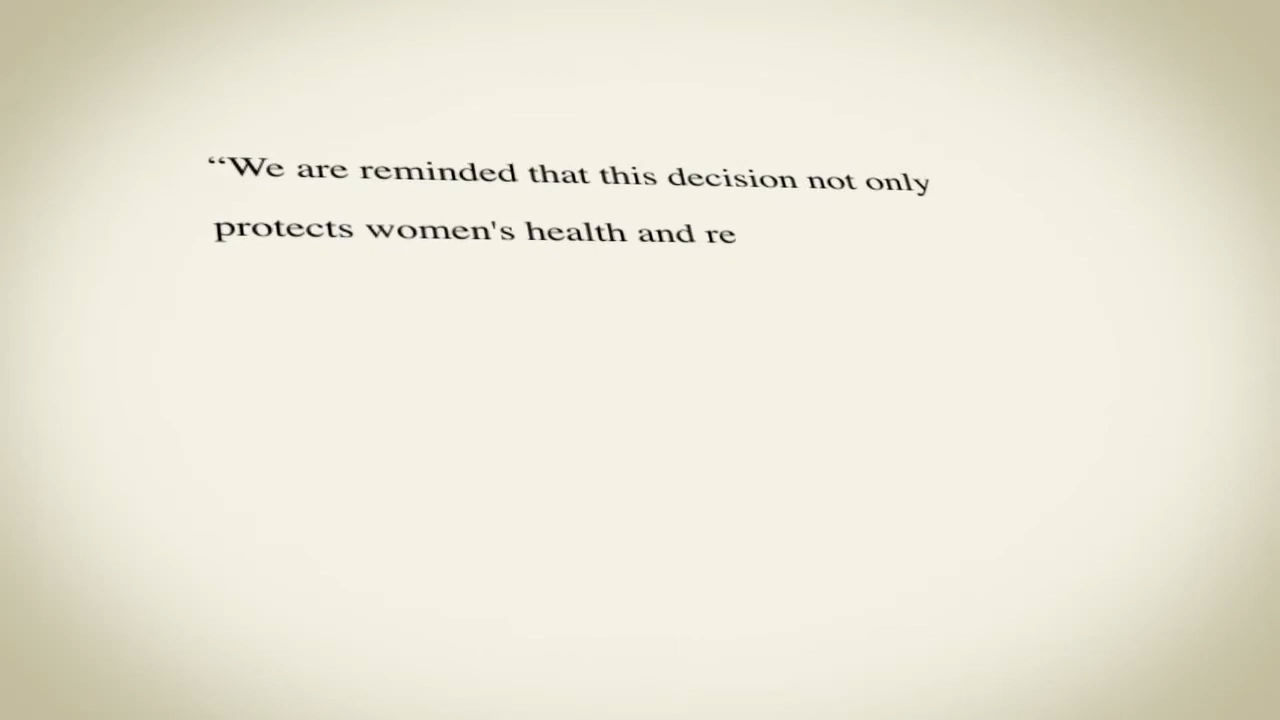 “We are reminded that this decision not only
protects women's health and re